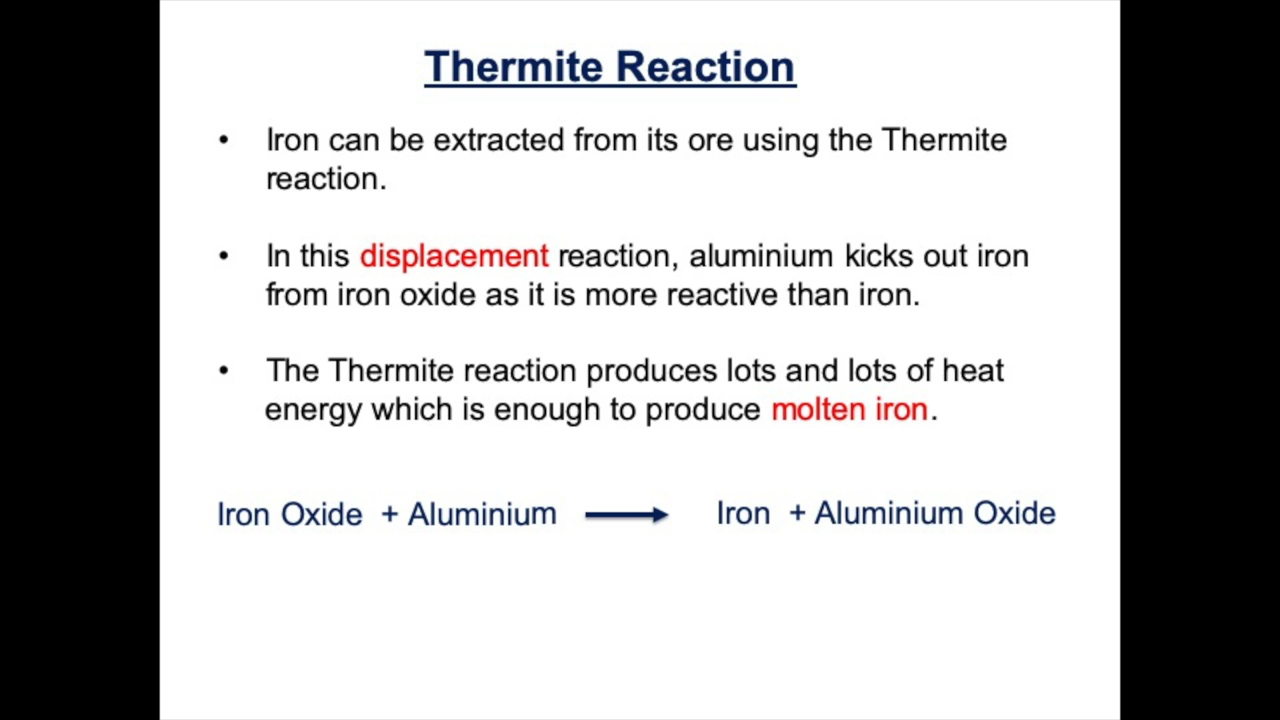 Thermite Reaction
• Iron can be extracted from its ore using the Thermite
reaction.
• In this displacement reaction, aluminium kicks out iron
from iron oxide as it is more reactive than iron.
• The Thermite reaction produces lots and lots of heat
energy which is enough to produce molten iron.
Iron Oxide + Aluminium → Iron + Aluminium Oxide